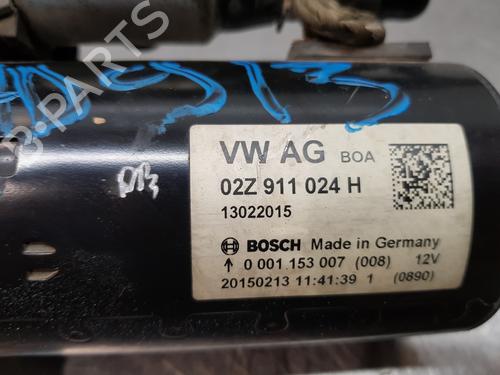 VW AG BOA
02Z 911 024 H
13022015
BOSCH Made in Germany
↑ 0 001 153 007 (008) 12V
20150213 11:41:39 1 (0890)
B-PARTS